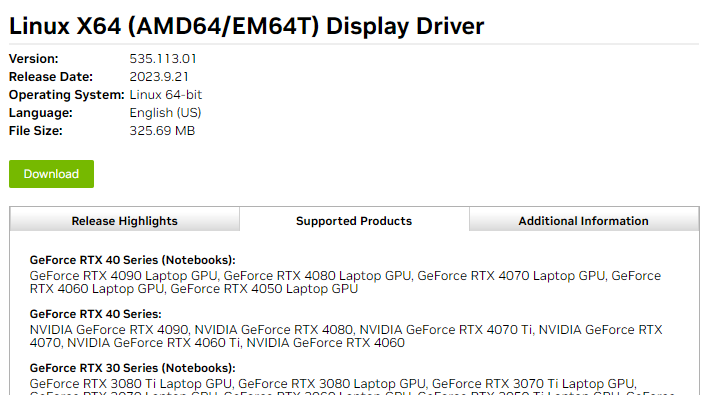 Linux X64 (AMD64/EM64T) Display Driver
Version: 535.113.01
Release Date: 2023.9.21
Operating System: Linux 64-bit
Language: English (US)
File Size: 325.69 MB
Download
Release Highlights Supported Products Additional Information
GeForce RTX 40 Series (Notebooks):
GeForce RTX 4090 Laptop GPU, GeForce RTX 4080 Laptop GPU, GeForce RTX 4070 Laptop GPU, GeForce
RTX 4060 Laptop GPU, GeForce RTX 4050 Laptop GPU
GeForce RTX 40 Series:
NVIDIA GeForce RTX 4090, NVIDIA GeForce RTX 4080, NVIDIA GeForce RTX 4070 Ti, NVIDIA GeForce RTX
4070, NVIDIA GeForce RTX 4060 Ti, NVIDIA GeForce RTX 4060
GeForce RTX 30 Series (Notebooks):
GeForce RTX 3080 Ti Laptop GPU, GeForce RTX 3080 Laptop GPU, GeForce RTX 3070 Ti Laptop GPU,